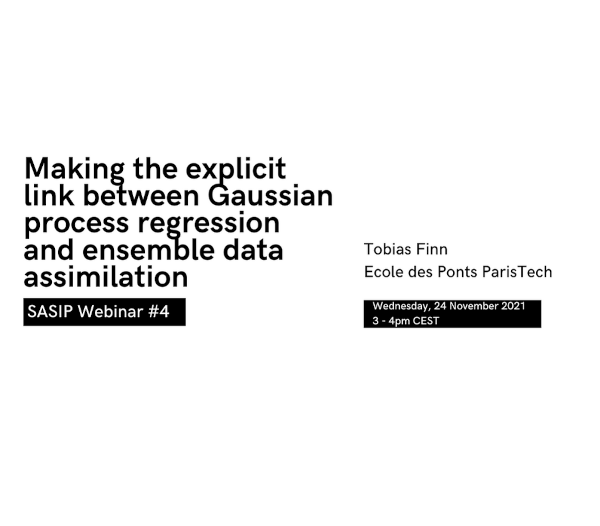 Making the explicit
link between Gaussian
process regression
and ensemble data
assimilation
SASIP Webinar #4
Tobias Finn
Ecole des Ponts ParisTech
Wednesday, 24 November 2021
3 - 4pm CEST